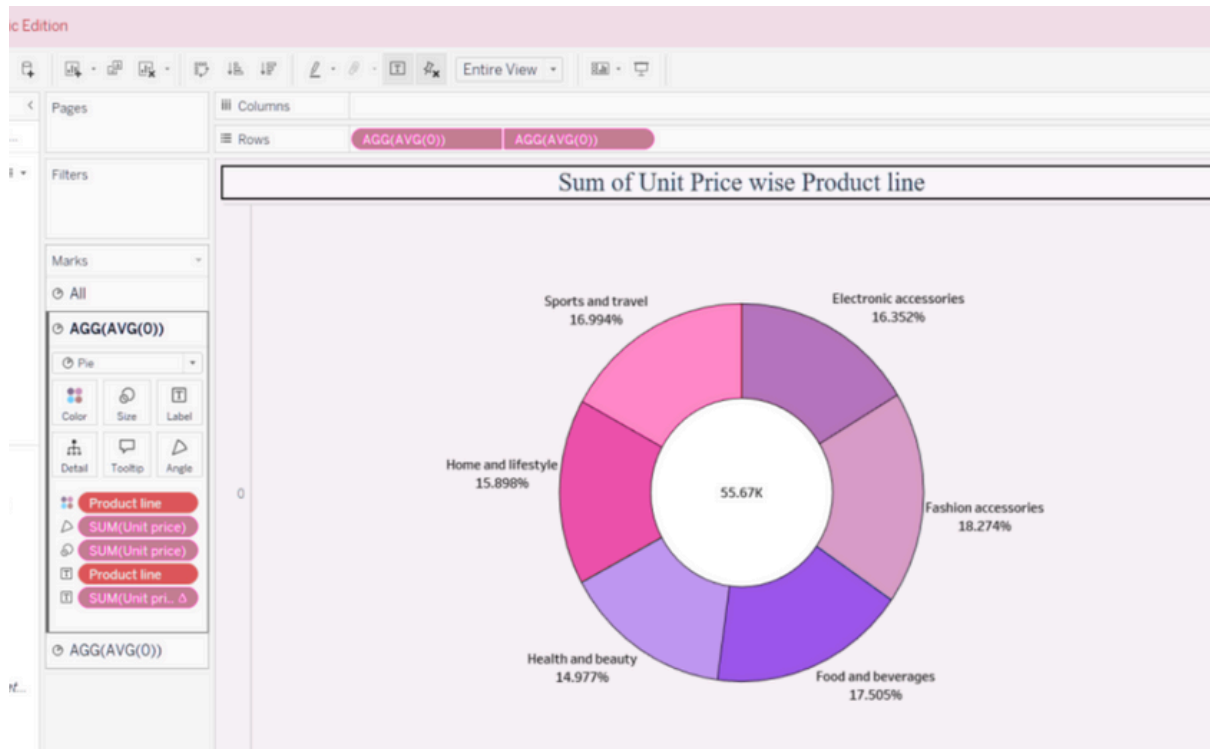 c Edition
Entire View
Pages
Columns
Rows
AGG(AVG(0))
AGG(AVG(0))
Filters
Sum of Unit Price wise Product line
Marks
All
AGG(AVG(0))
Pie
Color
Size
Label
Detail
Tooltip
Angle
Product line
SUM(Unit price)
SUM(Unit price)
Product line
SUM(Unit pri..
AGG(AVG(0))
0
Sports and travel
16.994%
Electronic accessories
16.352%
Home and lifestyle
15.898%
55.67K
Fashion accessories
18.274%
Health and beauty
14.977%
Food and beverages
17.505%